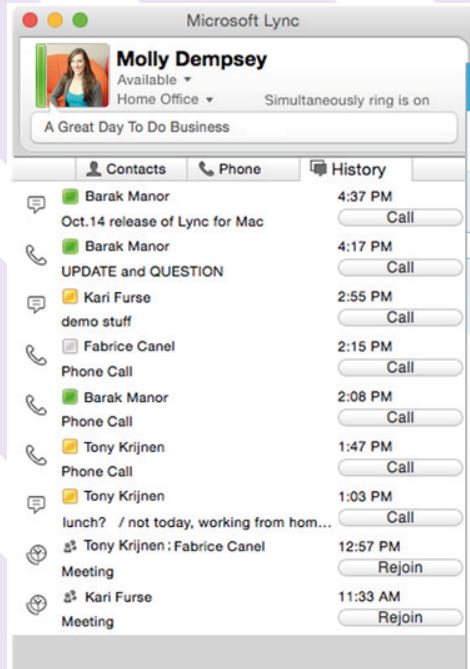 Microsoft Lync
Molly Dempsey
Available
Home Office Simultaneously ring is on
A Great Day To Do Business
Contacts Phone History
Barak Manor 4:37 PM
Oct.14 release of Lync for Mac Call
Barak Manor 4:17 PM
UPDATE and QUESTION Call
Kari Furse 2:55 PM
demo stuff Call
Fabrice Canel 2:15 PM
Phone Call Call
Barak Manor 2:08 PM
Phone Call Call
Tony Krijnen 1:47 PM
Phone Call Call
Tony Krijnen 1:03 PM
lunch? / not today, working from hom... Call
Tony Krijnen; Fabrice Canel 12:57 PM
Meeting Rejoin
Kari Furse 11:33 AM
Meeting Rejoin